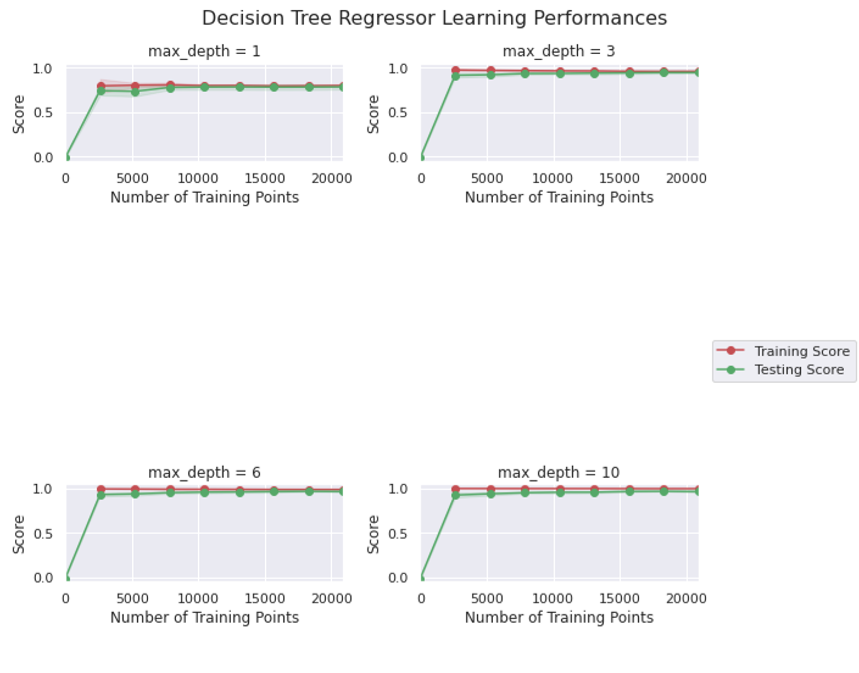 Decision Tree Regressor Learning Performances
max_depth = 1
1.0
0.5
0.0
Score
0 5000 10000 15000 20000
Number of Training Points
max_depth = 3
1.0
0.5
0.0
Score
0 5000 10000 15000 20000
Number of Training Points
Training Score
Testing Score
max_depth = 6
1.0
0.5
0.0
Score
0 5000 10000 15000 20000
Number of Training Points
max_depth = 10
1.0
0.5
0.0
Score
0 5000 10000 15000 20000
Number of Training Points